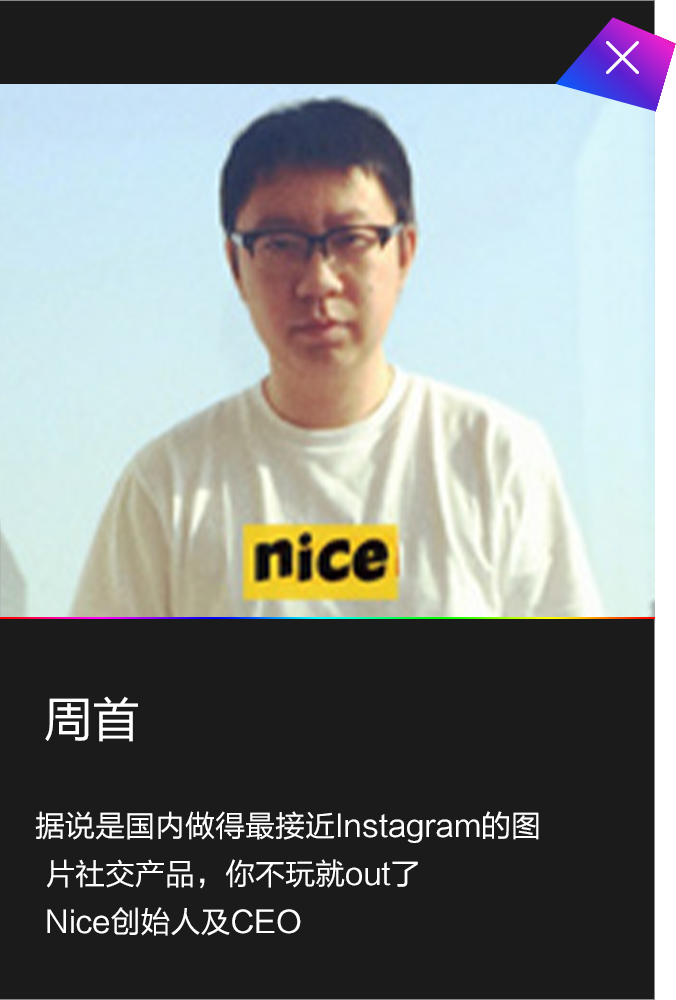 nice
周首
据说是国内做得最接近Instagram的图
片社交产品，你不玩就out了
Nice创始人及CEO